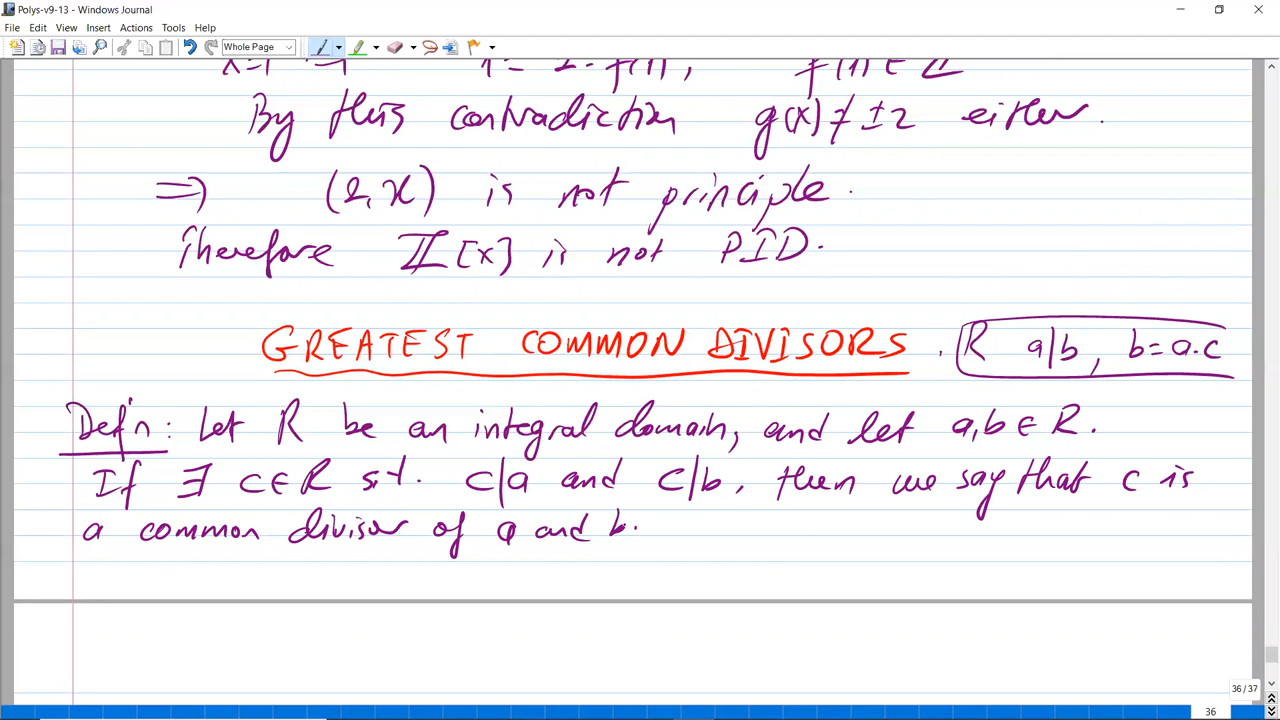 Polys-v9-13 - Windows Journal
File Edit View Insert Actions Tools Help
Whole Page
By this contradiction g(x) ≠ ±2 either.
⇒ (2,x) is not principle.
Therefore ℤ[x] is not PID.
GREATEST COMMON DIVISORS. R a|b, b=a·c
Def'n: Let R be an integral domain, and let a,b ∈ R.
If ∃ c∈R s.t. c|a and c|b, then we say that c is
a common divisor of a and b.
36/37
36